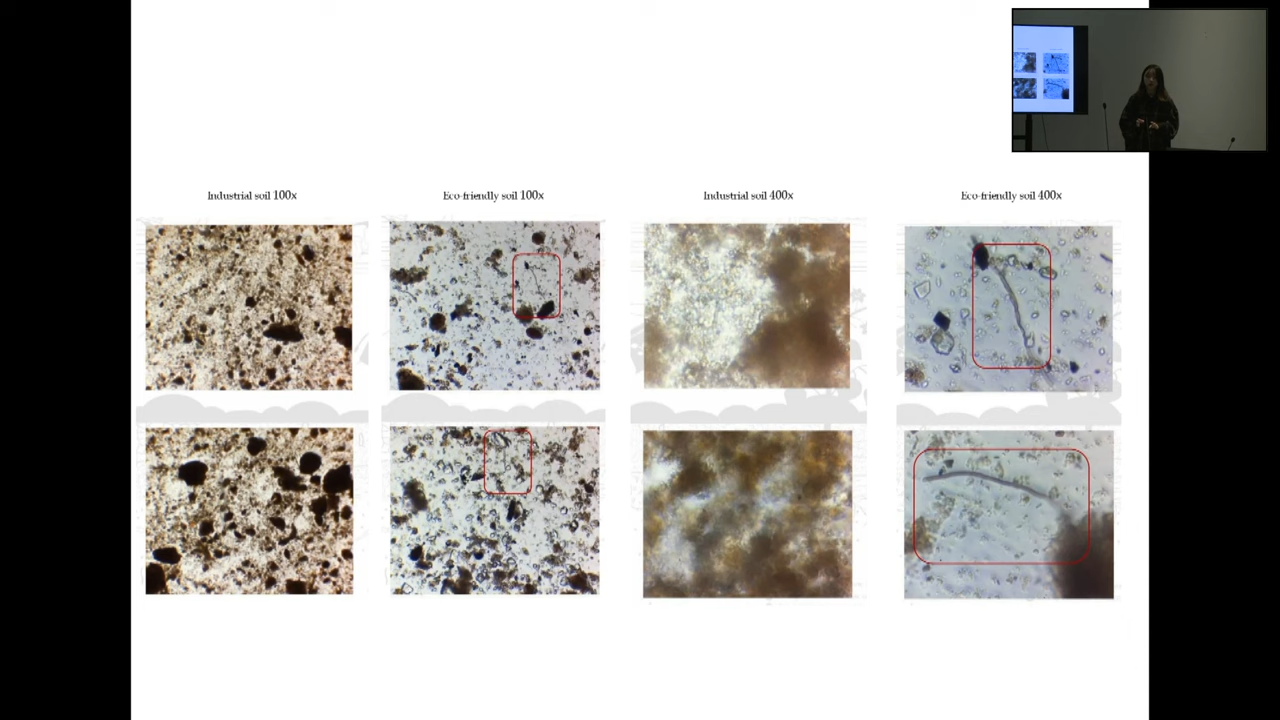 Industrial soil 100x
Eco-friendly soil 100x
Industrial soil 400x
Eco-friendly soil 400x